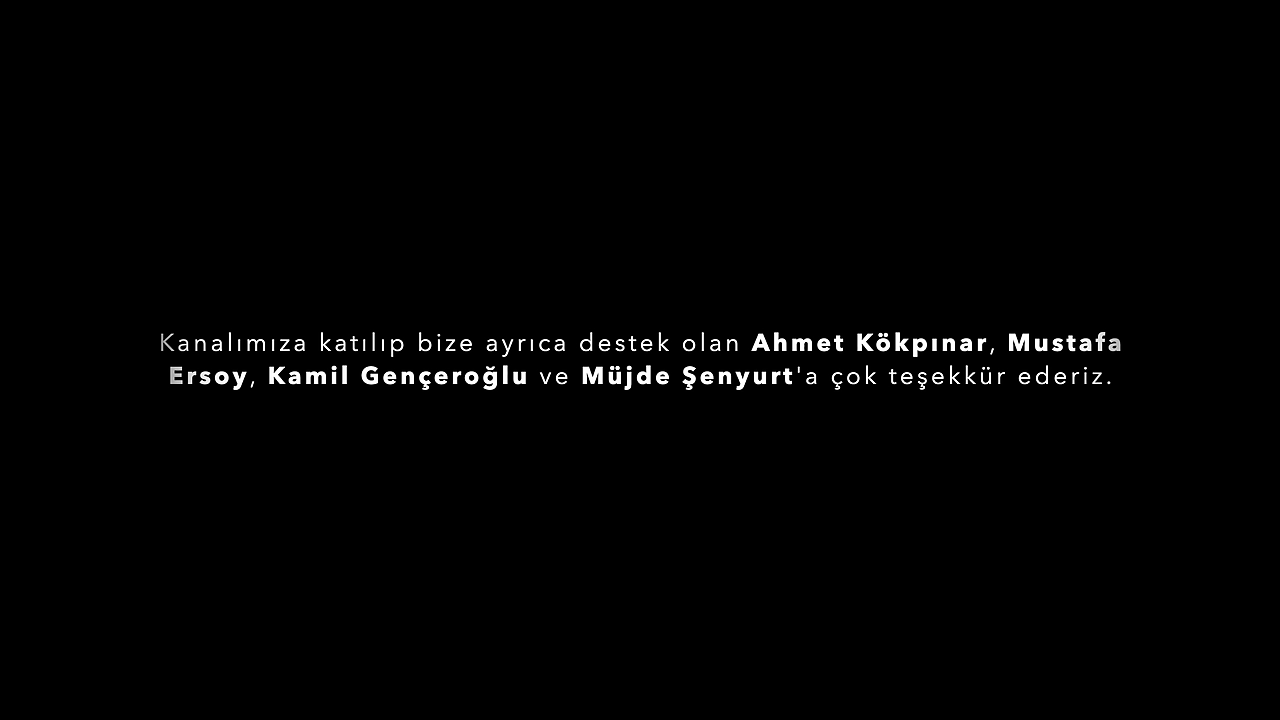 Kanalımıza katılıp bize ayrıca destek olan Ahmet Kökpınar, Mustafa
Ersoy, Kamil Gençeroğlu ve Müjde Şenyurt'a çok teşekkür ederiz.